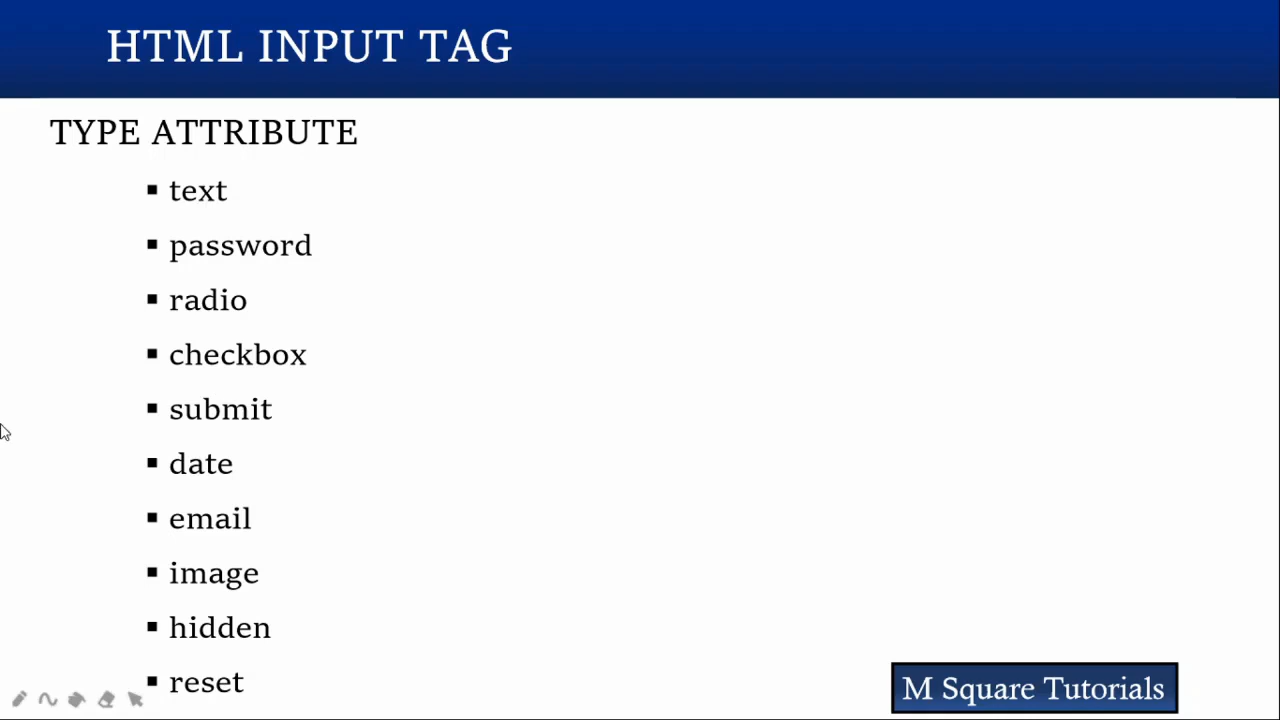 HTML INPUT TAG
TYPE ATTRIBUTE
▪ text
▪ password
▪ radio
▪ checkbox
▪ submit
▪ date
▪ email
▪ image
▪ hidden
▪ reset
M Square Tutorials